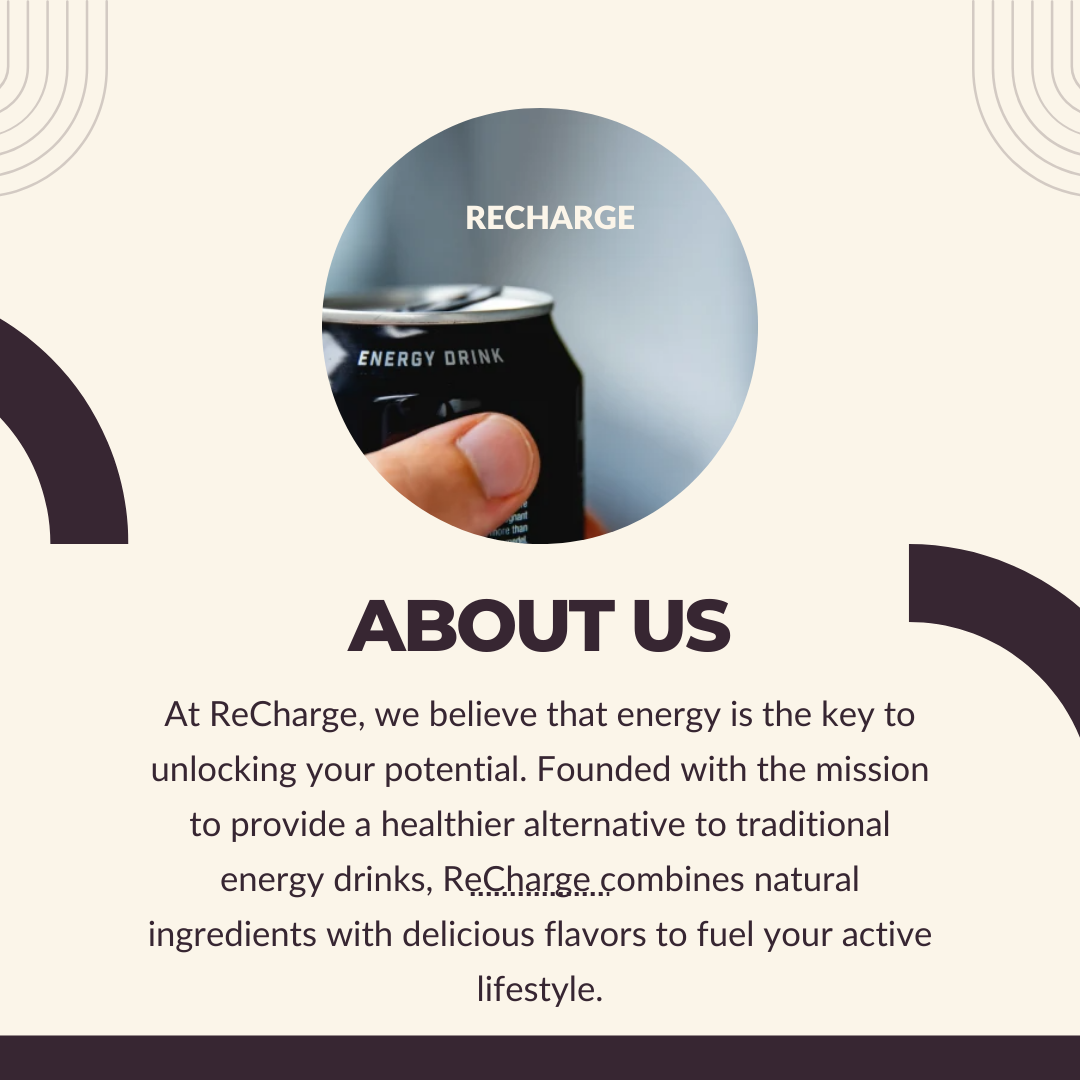 RECHARGE
ENERGY DRINK
more than
ABOUT US
At ReCharge, we believe that energy is the key to
unlocking your potential. Founded with the mission
to provide a healthier alternative to traditional
energy drinks, ReCharge combines natural
ingredients with delicious flavors to fuel your active
lifestyle.